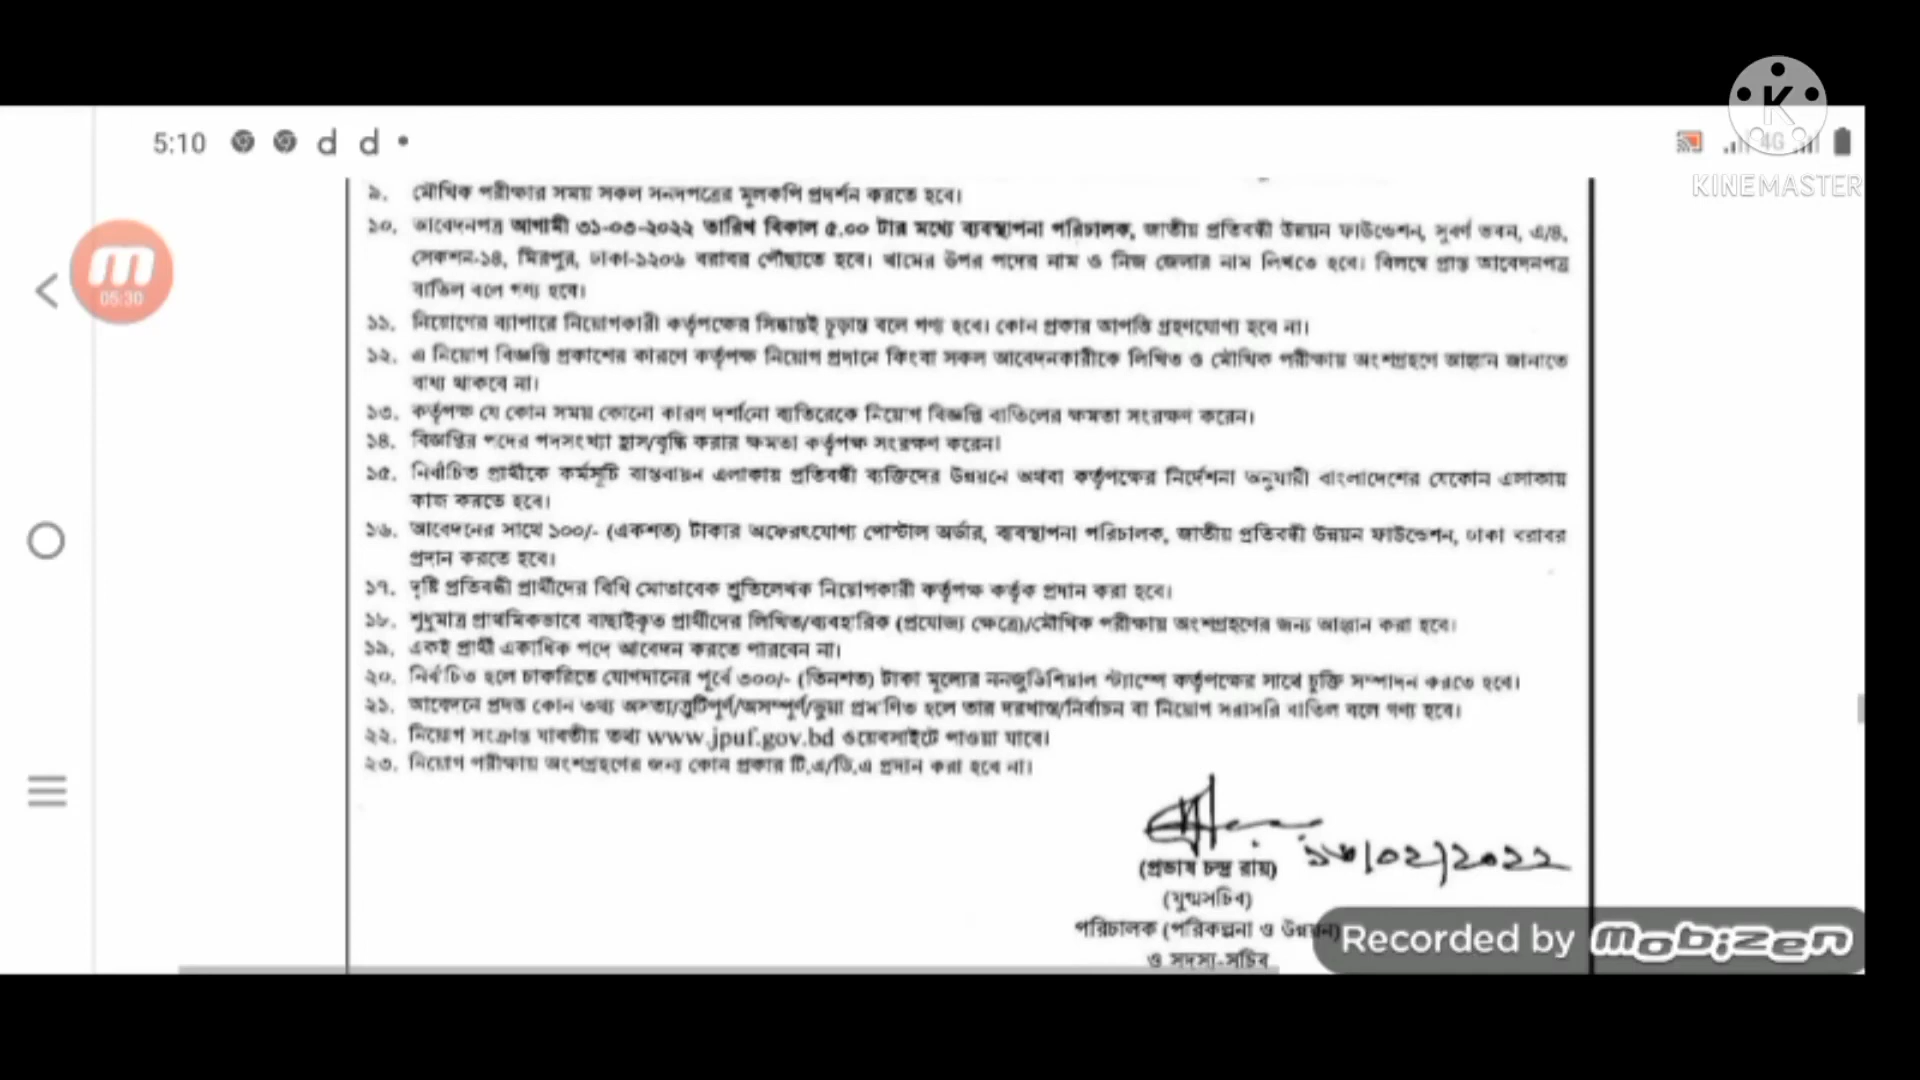 5:10
4G
KINEMASTER
05:30
৯. মৌখিক পরীক্ষার সময় সকল সনদপত্রের মূলকপি প্রদর্শন করতে হবে।
১০. আবেদনপত্র আগামী ৩১-০৩-২০২২ তারিখ বিকাল ৫.০০ টার মধ্যে ব্যবস্থাপনা পরিচালক, জাতীয় প্রতিবন্ধী উন্নয়ন ফাউন্ডেশন, সুবর্ণ ভবন, এ/৪,
সেকশন-১৪, মিরপুর, ঢাকা-১২০৬ বরাবর পৌঁছাতে হবে। খামের উপর পদের নাম ও নিজ জেলার নাম লিখতে হবে। বিলম্বে প্রাপ্ত আবেদনপত্র
বাতিল বলে গণ্য হবে।
১১. নিয়োগের ব্যাপারে নিয়োগকারী কর্তৃপক্ষের সিদ্ধান্তই চূড়ান্ত বলে গণ্য হবে। কোন প্রকার আপত্তি গ্রহণযোগ্য হবে না।
১২. এ নিয়োগ বিজ্ঞপ্তি প্রকাশের কারণে কর্তৃপক্ষ নিয়োগ প্রদানে কিংবা সকল আবেদনকারীকে লিখিত ও মৌখিক পরীক্ষায় অংশগ্রহণে আহ্বান জানাতে
বাধ্য থাকবে না।
১৩. কর্তৃপক্ষ যে কোন সময় কোনো কারণ দর্শানো ব্যতিরেকে নিয়োগ বিজ্ঞপ্তি বাতিলের ক্ষমতা সংরক্ষণ করেন।
১৪. বিজ্ঞপ্তির পদের পদসংখ্যা হ্রাস/বৃদ্ধি করার ক্ষমতা কর্তৃপক্ষ সংরক্ষণ করেন।
১৫. নির্বাচিত প্রার্থীকে কর্মসূচি বাস্তবায়ন এলাকায় প্রতিবন্ধী ব্যক্তিদের উন্নয়নে অথবা কর্তৃপক্ষের নির্দেশনা অনুযায়ী বাংলাদেশের যেকোন এলাকায়
কাজ করতে হবে।
১৬. আবেদনের সাথে ১০০/- (একশত) টাকার অফেরৎযোগ্য পোস্টাল অর্ডার, ব্যবস্থাপনা পরিচালক, জাতীয় প্রতিবন্ধী উন্নয়ন ফাউন্ডেশন, ঢাকা বরাবর
প্রদান করতে হবে।
১৭. দৃষ্টি প্রতিবন্ধী প্রার্থীদের বিধি মোতাবেক শ্রুতিলেখক নিয়োগকারী কর্তৃপক্ষ কর্তৃক প্রদান করা হবে।
১৮. শুধুমাত্র প্রাথমিকভাবে বাছাইকৃত প্রার্থীদের লিখিত/ব্যবহারিক (প্রযোজ্য ক্ষেত্রে)/মৌখিক পরীক্ষায় অংশগ্রহণের জন্য আহ্বান করা হবে।
১৯. একই প্রার্থী একাধিক পদে আবেদন করতে পারবেন না।
২০. নির্বাচিত হলে চাকরিতে যোগদানের পূর্বে ৩০০/- (তিনশত) টাকা মূল্যের ননজুডিশিয়াল স্ট্যাম্পে কর্তৃপক্ষের সাথে চুক্তি সম্পাদন করতে হবে।
২১. আবেদনে প্রদত্ত কোন তথ্য অসত্য/ত্রুটিপূর্ণ/অসম্পূর্ণ/ভুয়া প্রমাণিত হলে তার দরখাস্ত/নির্বাচন বা নিয়োগ সরাসরি বাতিল বলে গণ্য হবে।
২২. নিয়োগ সংক্রান্ত যাবতীয় তথ্য www.jpuf.gov.bd ওয়েবসাইটে পাওয়া যাবে।
২৩. নিয়োগ পরীক্ষায় অংশগ্রহণের জন্য কোন প্রকার টি.এ/ডি.এ প্রদান করা হবে না।
(প্রভাষ চন্দ্র রায়)
(যুগ্মসচিব)
পরিচালক (পরিকল্পনা ও উন্নয়ন)
ও সদস্য-সচিব
Recorded by mobizen